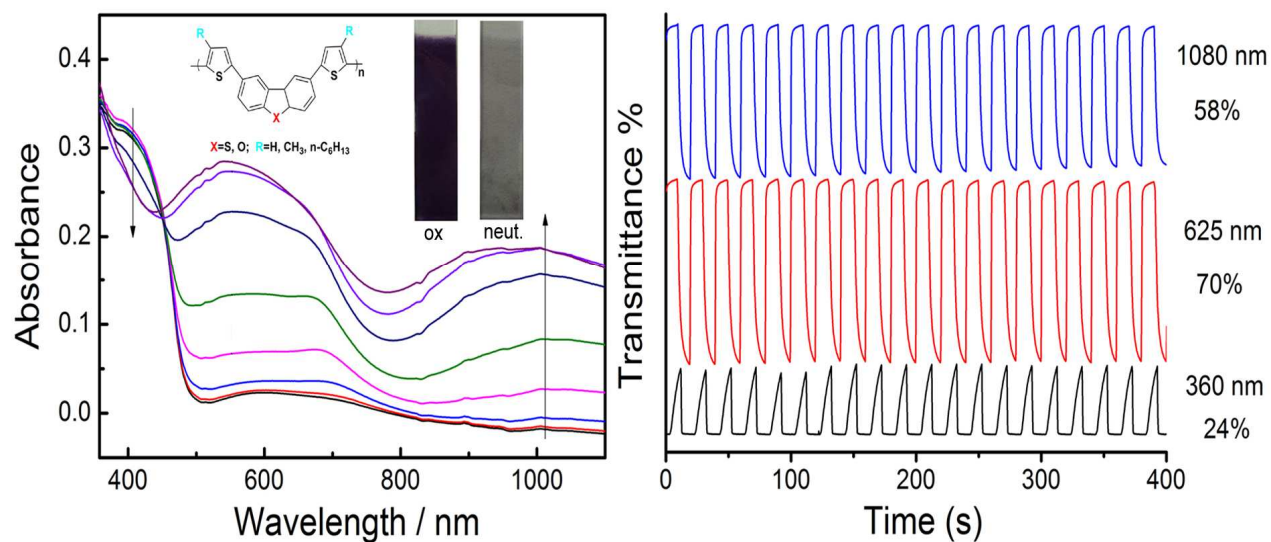 0.4
0.3
0.2
0.1
0.0
Absorbance
400 600 800 1000
Wavelength / nm
R
R
S
S
n
X
X=S, O; R=H, CH3, n-C6H13
ox
neut.
Transmittance %
1080 nm
58%
625 nm
70%
360 nm
24%
0 100 200 300 400
Time (s)